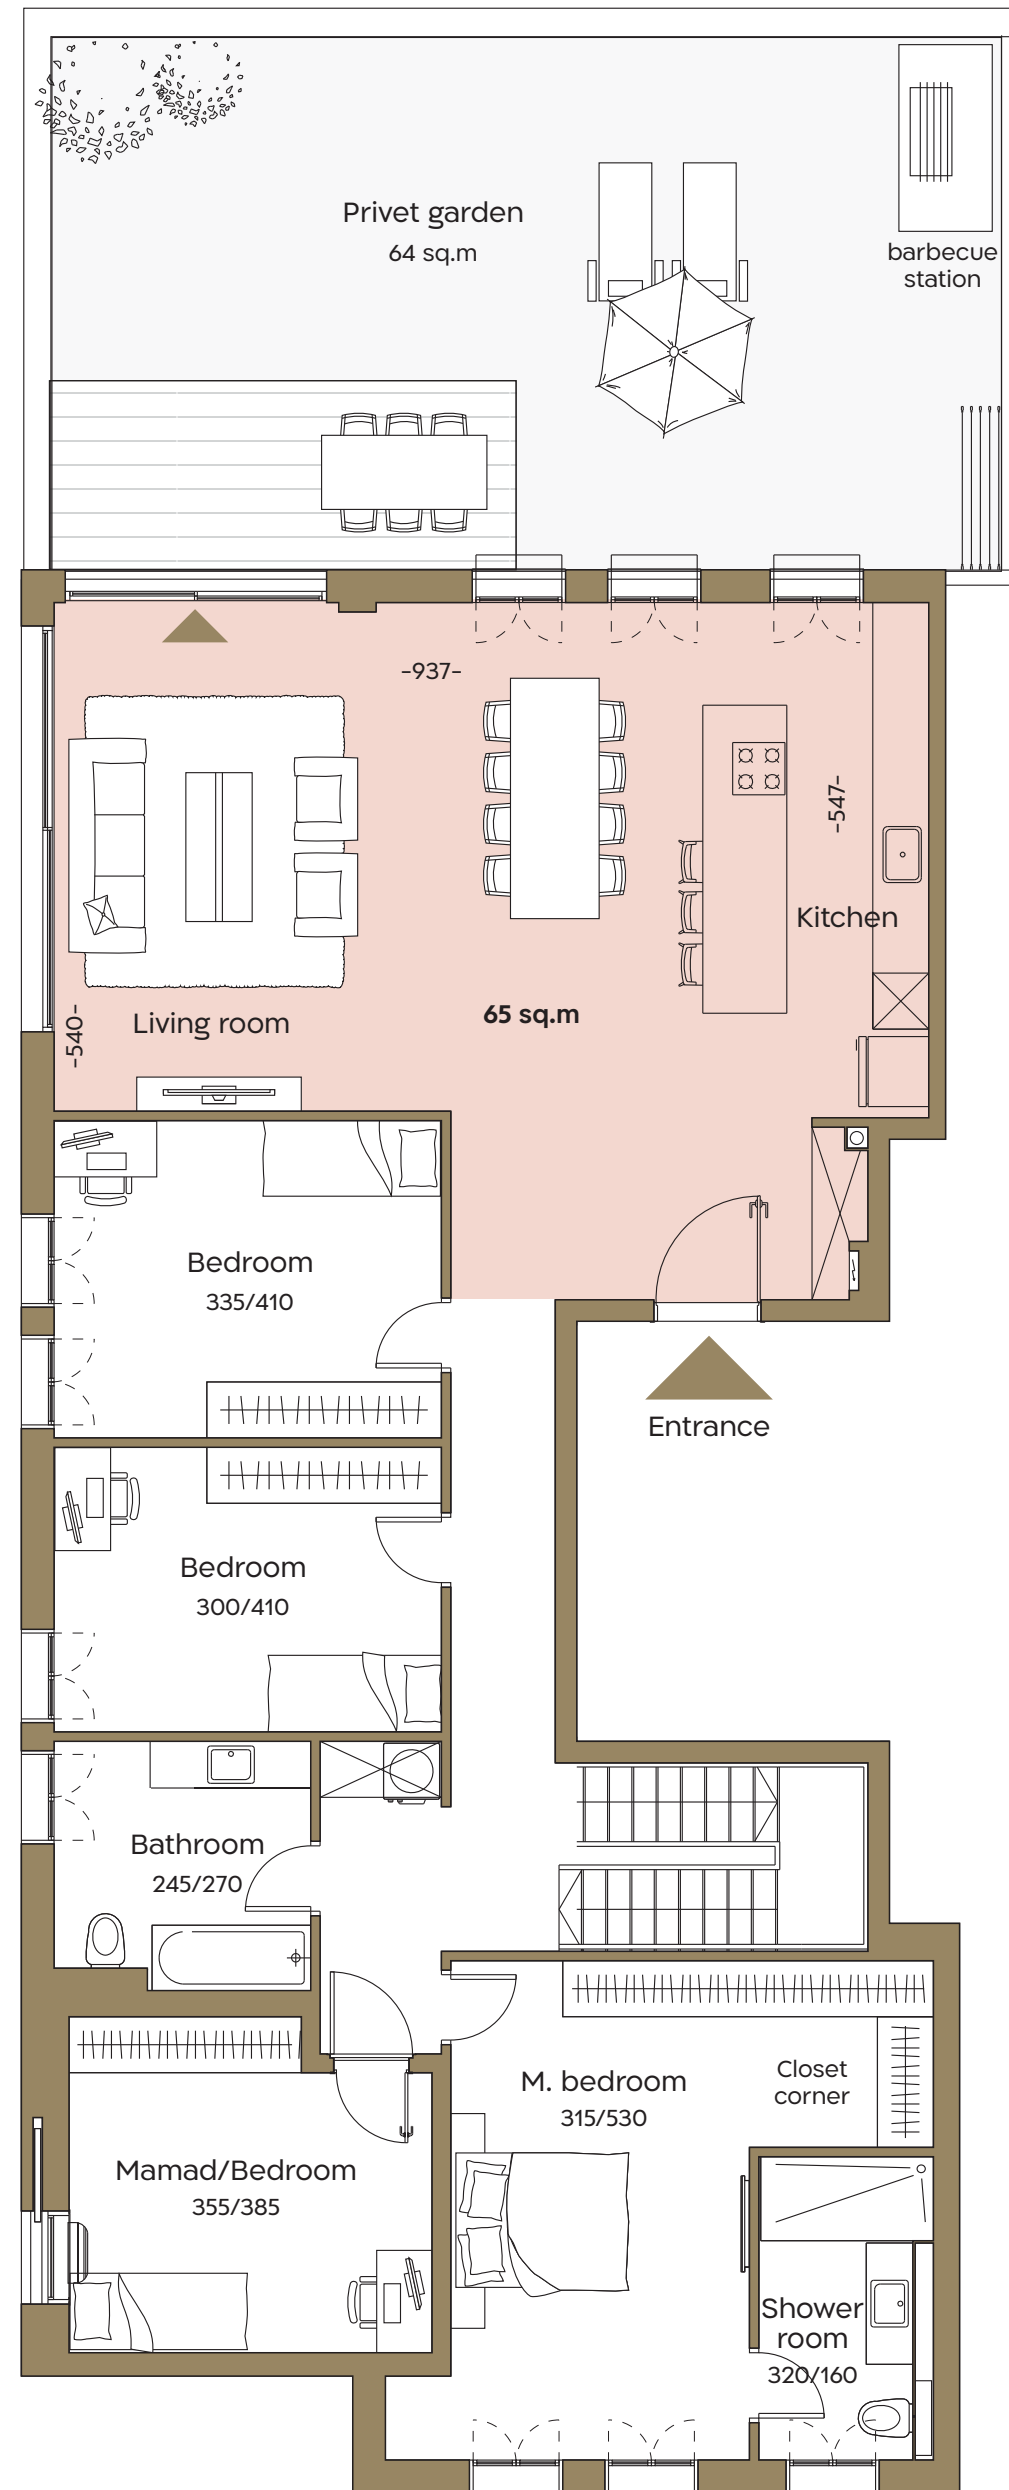 Privet garden
64 sq.m
barbecue
station
-937-
-547-
Kitchen
65 sq.m
Living room
-540-
Bedroom
335/410
Entrance
Bedroom
300/410
Bathroom
245/270
M. bedroom
315/530
Closet
corner
Mamad/Bedroom
355/385
Shower
room
320/160